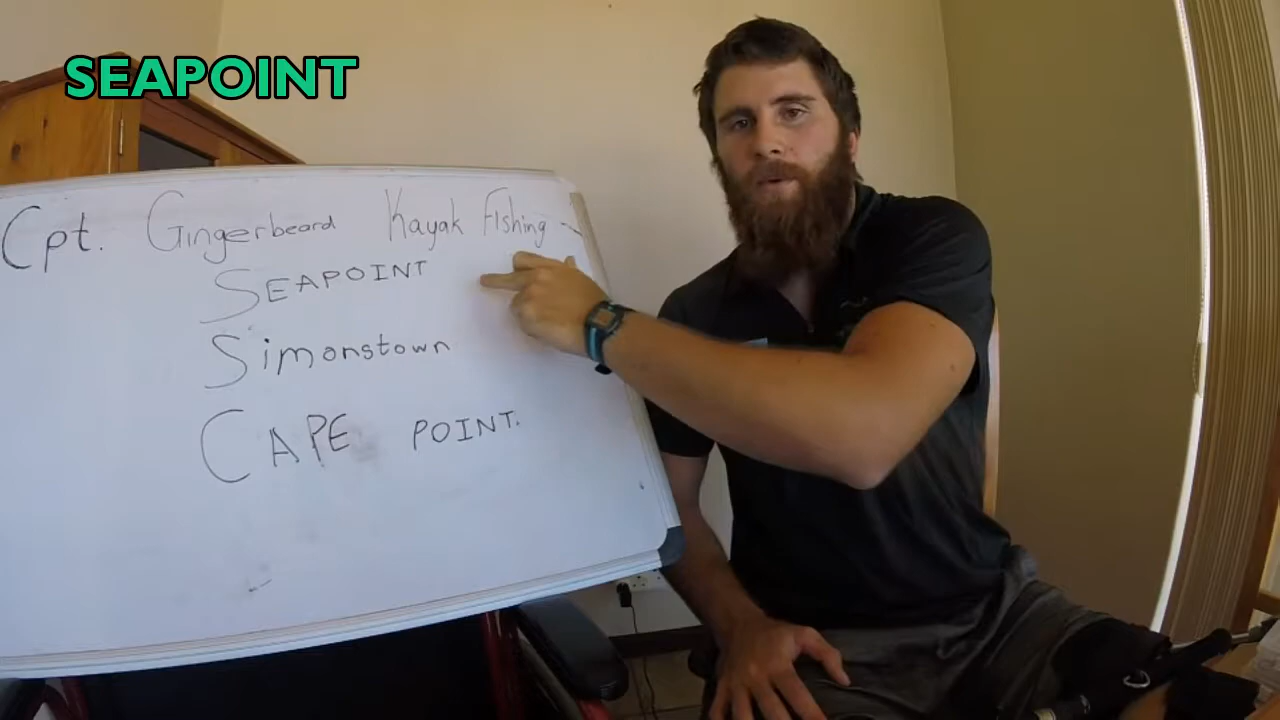 SEAPOINT
Cpt. Gingerbeard Kayak Fishing
SEAPOINT
Simonstown
CAPE POINT.